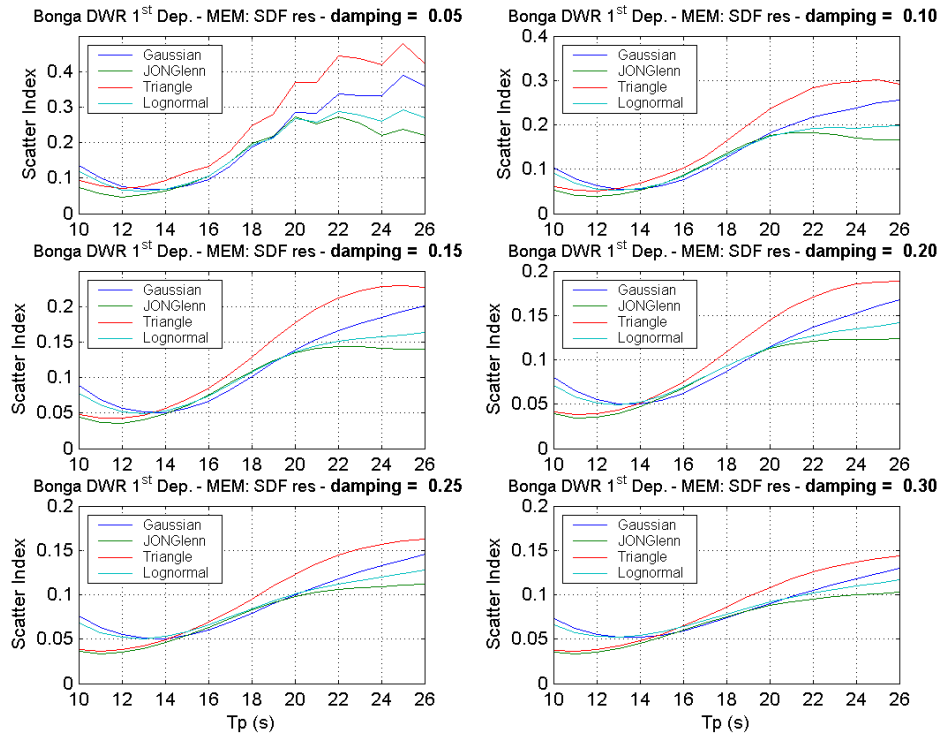 Bonga DWR 1st Dep. - MEM: SDF res - damping = 0.05
Scatter Index
0.4
0.3
0.2
0.1
0
Gaussian
JONGlenn
Triangle
Lognormal
10 12 14 16 18 20 22 24 26
Bonga DWR 1st Dep. - MEM: SDF res - damping = 0.10
Scatter Index
0.4
0.3
0.2
0.1
0
Gaussian
JONGlenn
Triangle
Lognormal
10 12 14 16 18 20 22 24 26
Bonga DWR 1st Dep. - MEM: SDF res - damping = 0.15
Scatter Index
0.2
0.15
0.1
0.05
0
Gaussian
JONGlenn
Triangle
Lognormal
10 12 14 16 18 20 22 24 26
Bonga DWR 1st Dep. - MEM: SDF res - damping = 0.20
Scatter Index
0.2
0.15
0.1
0.05
0
Gaussian
JONGlenn
Triangle
Lognormal
10 12 14 16 18 20 22 24 26
Bonga DWR 1st Dep. - MEM: SDF res - damping = 0.25
Scatter Index
0.2
0.15
0.1
0.05
0
Gaussian
JONGlenn
Triangle
Lognormal
10 12 14 16 18 20 22 24 26
Tp (s)
Bonga DWR 1st Dep. - MEM: SDF res - damping = 0.30
Scatter Index
0.2
0.15
0.1
0.05
0
Gaussian
JONGlenn
Triangle
Lognormal
10 12 14 16 18 20 22 24 26
Tp (s)